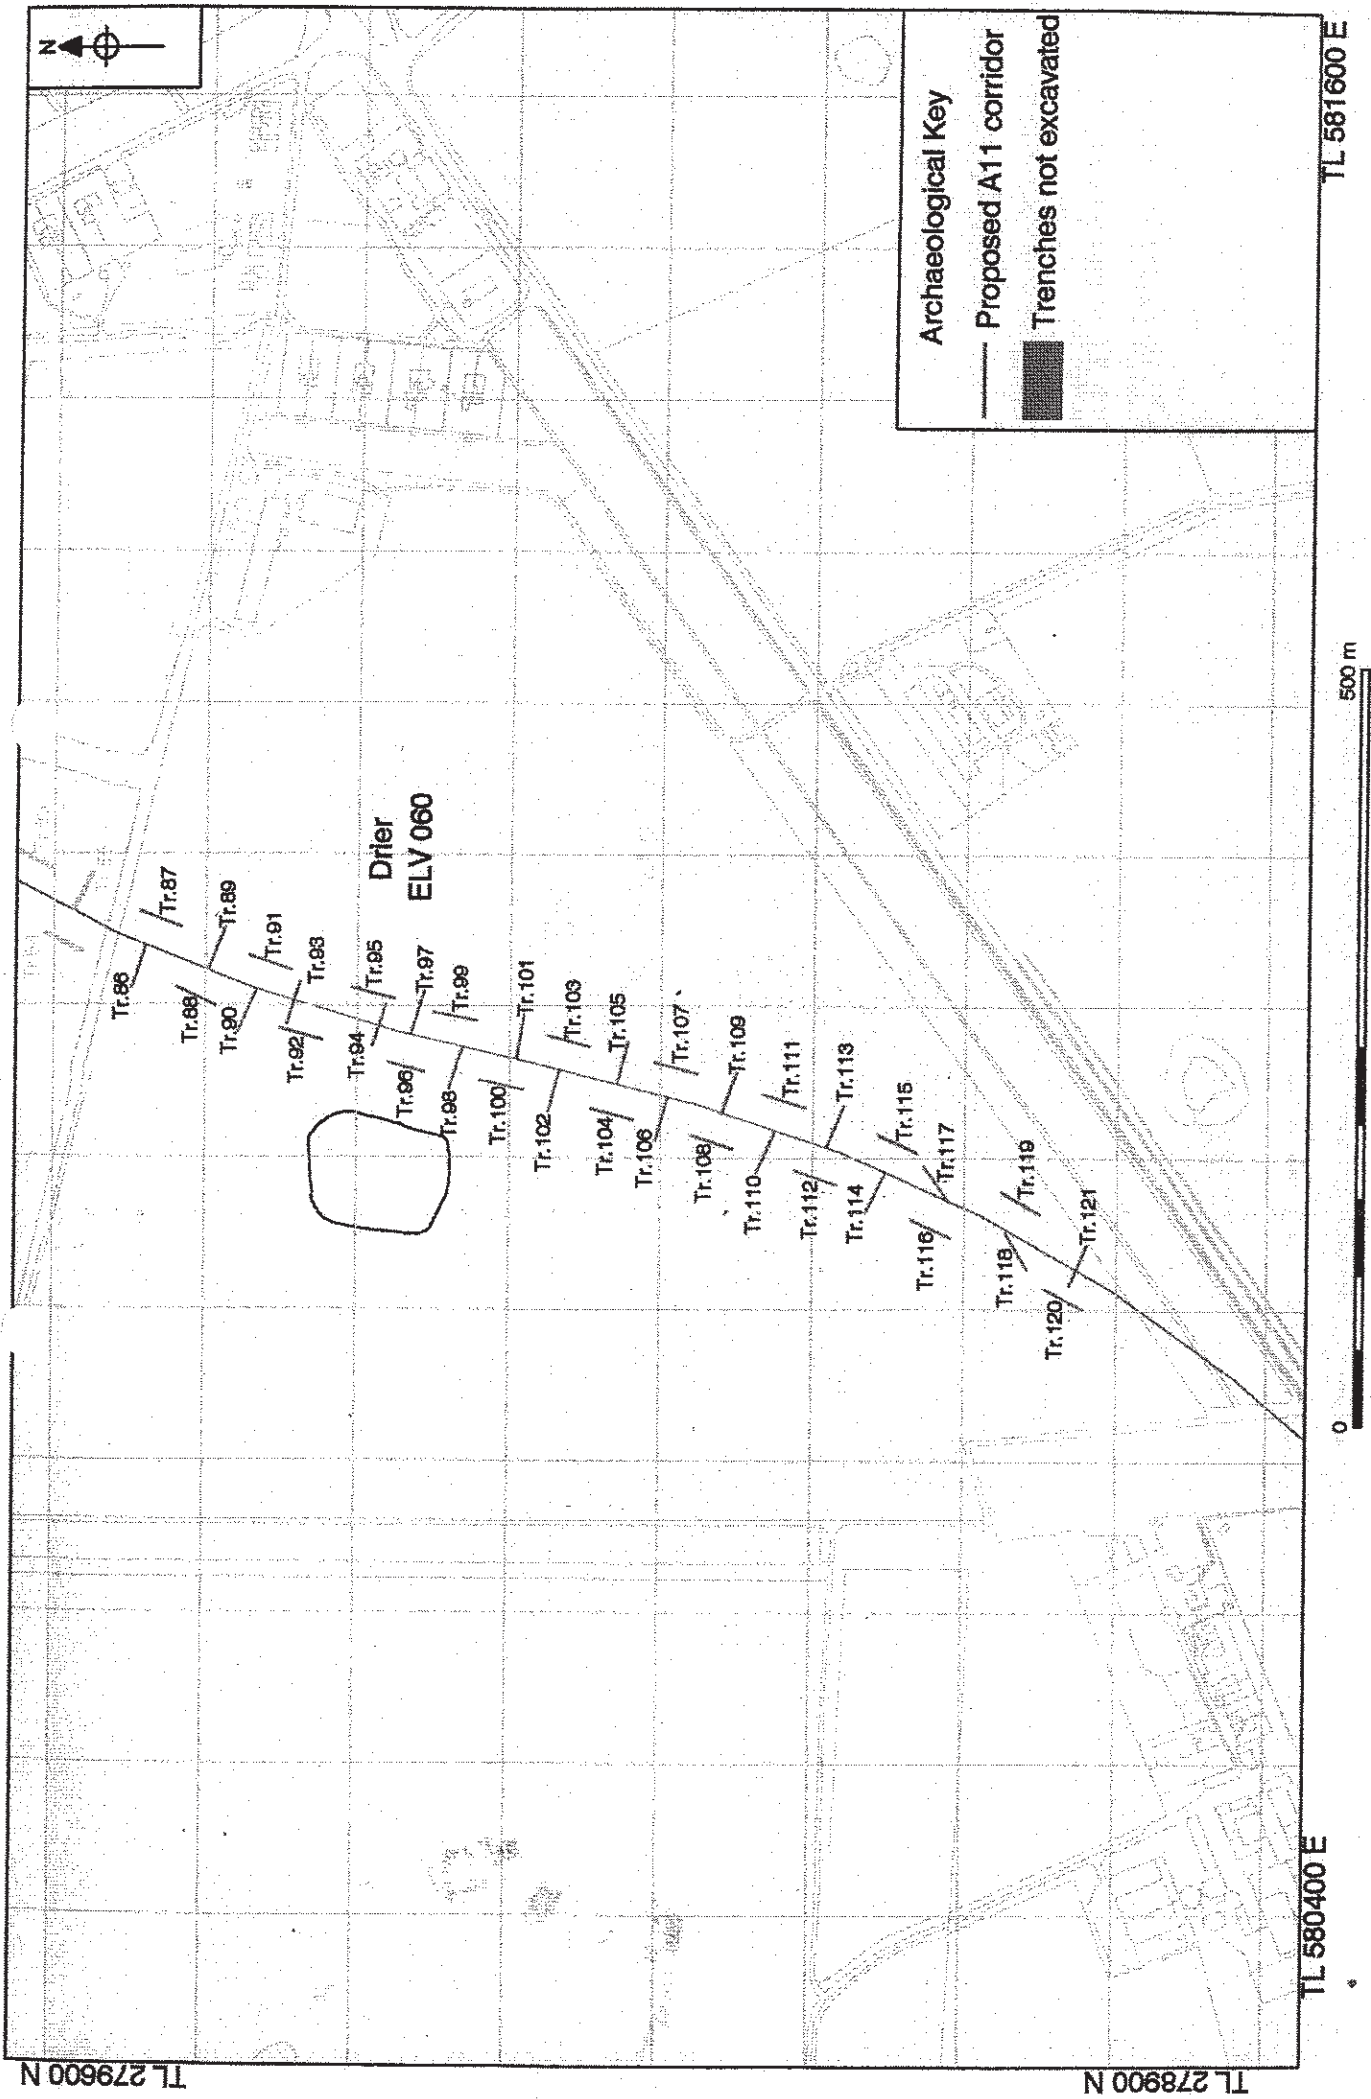 N
TL 279600 N
TL 278900 N
TL 580400 E
TL 581600 E
Archaeological Key
Proposed A11 corridor
Trenches not excavated
Drier
ELV 060
Tr.86
Tr.87
Tr.88
Tr.89
Tr.90
Tr.91
Tr.92
Tr.93
Tr.94
Tr.95
Tr.96
Tr.97
Tr.98
Tr.99
Tr.100
Tr.101
Tr.102
Tr.103
Tr.104
Tr.105
Tr.106
Tr.107
Tr.108
Tr.109
Tr.110
Tr.111
Tr.112
Tr.113
Tr.114
Tr.115
Tr.116
Tr.117
Tr.118
Tr.119
Tr.120
Tr.121
0
500 m